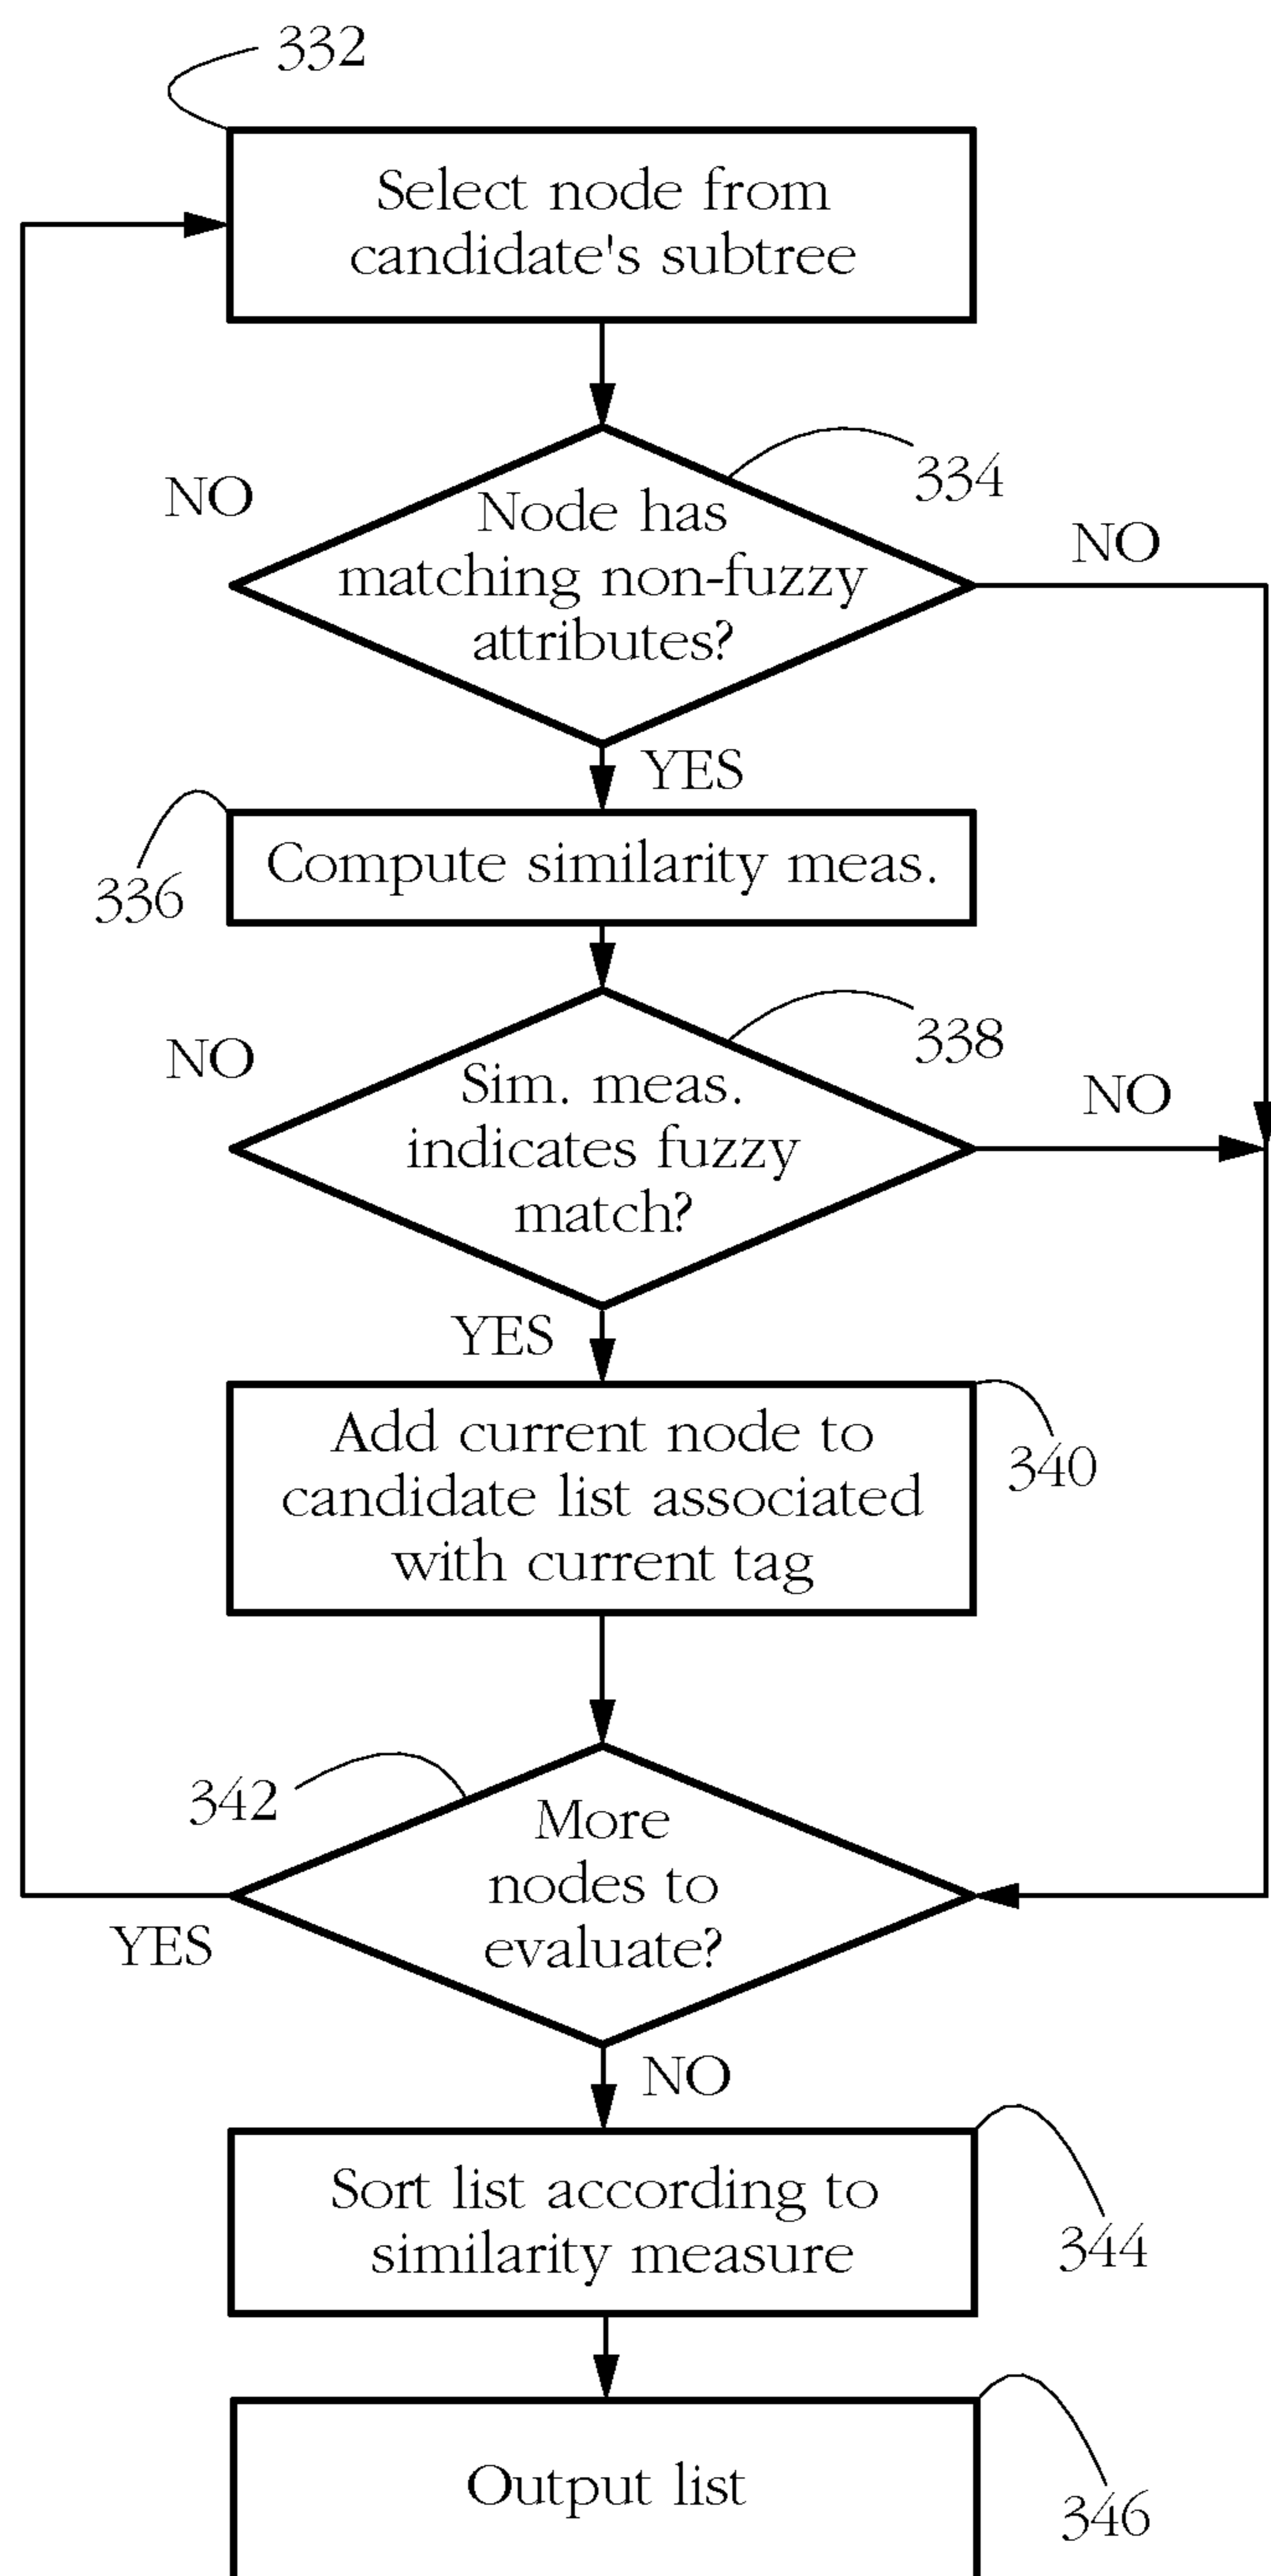 332
Select node from
candidate's subtree
334
NO
Node has
matching non-fuzzy
attributes?
NO
YES
336
Compute similarity meas.
338
NO
Sim. meas.
indicates fuzzy
match?
NO
YES
340
Add current node to
candidate list associated
with current tag
342
More
nodes to
evaluate?
YES
NO
344
Sort list according to
similarity measure
346
Output list